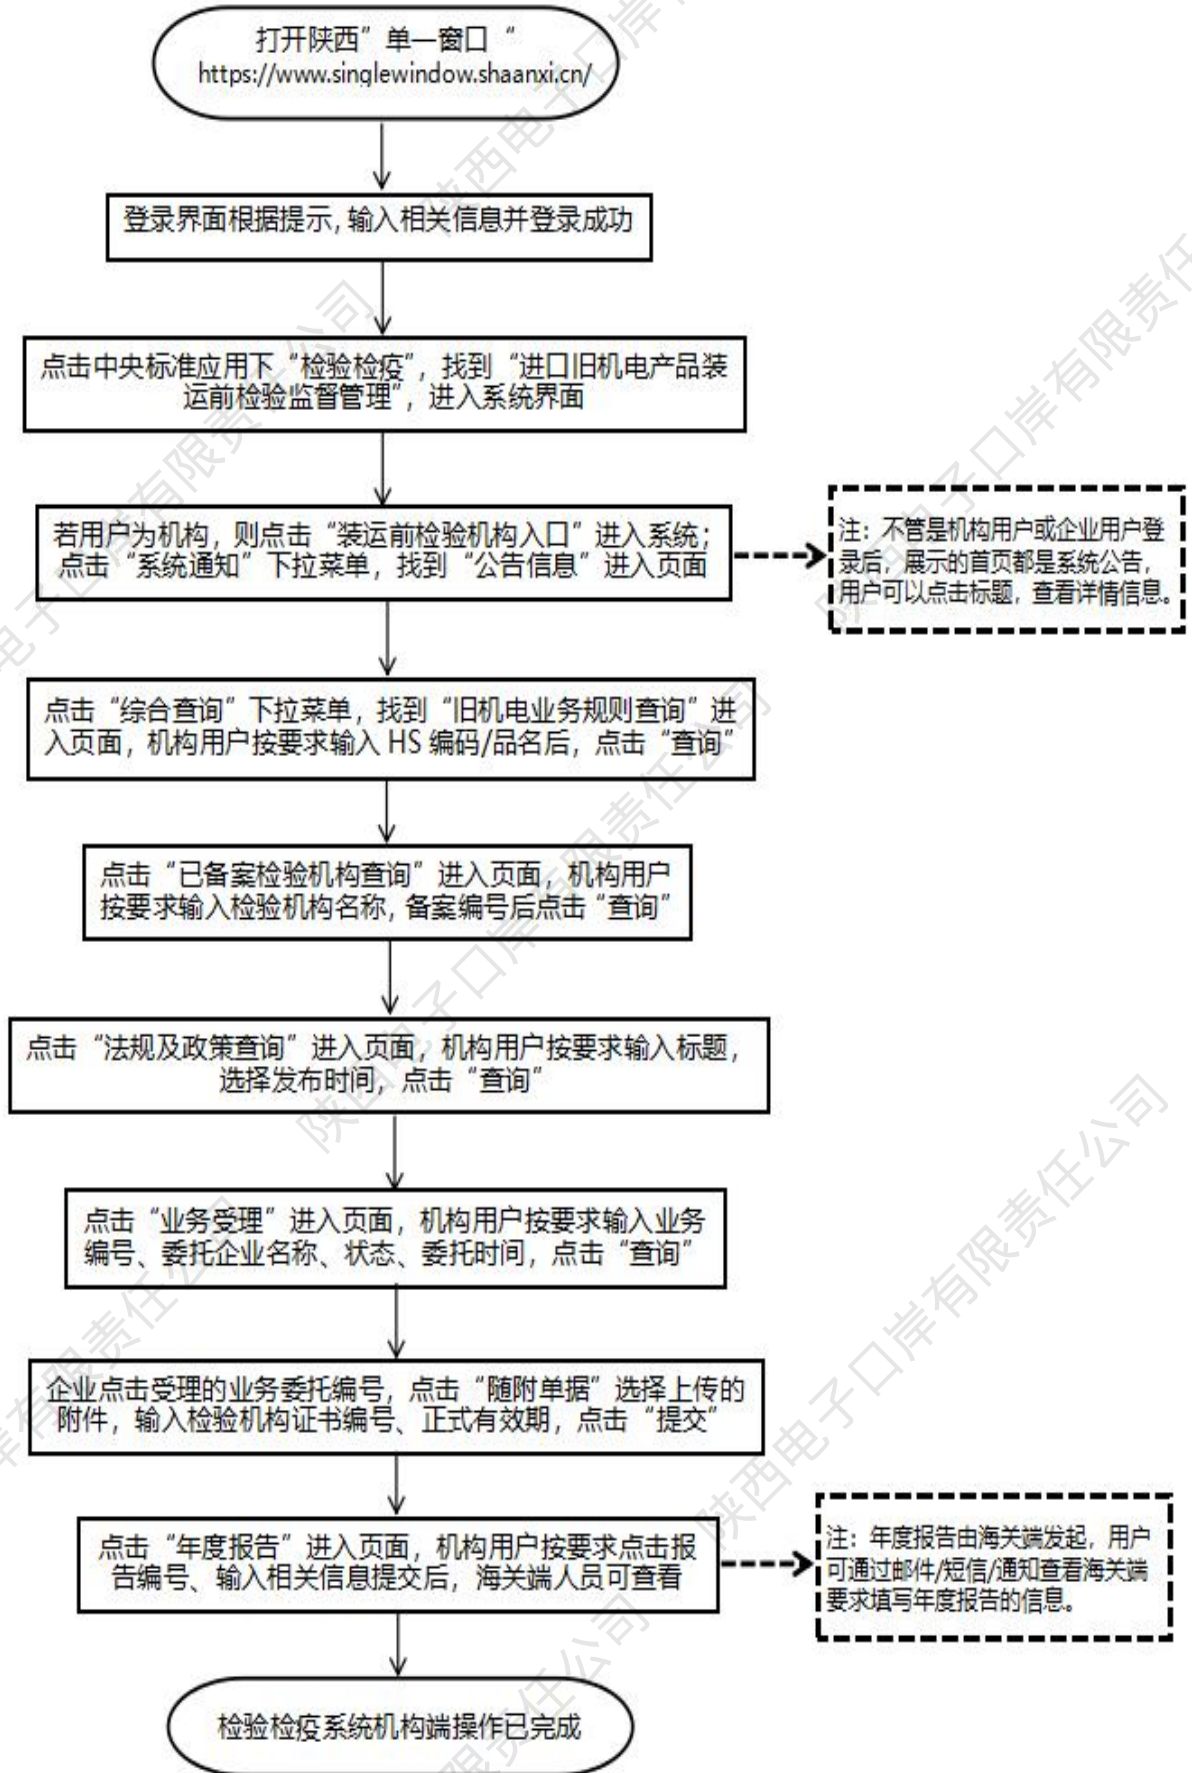 打开陕西”单一窗口“
https://www.singlewindow.shaanxi.cn/
登录界面根据提示,输入相关信息并登录成功
点击中央标准应用下“检验检疫”，找到“进口旧机电产品装
运前检验监督管理”，进入系统界面
若用户为机构，则点击“装运前检验机构入口”进入系统；
点击“系统通知”下拉菜单，找到“公告信息”进入页面
注：不管是机构用户或企业用户登
录后，展示的首页都是系统公告，
用户可以点击标题，查看详情信息。
点击“综合查询”下拉菜单，找到“旧机电业务规则查询”进
入页面，机构用户按要求输入 HS 编码/品名后，点击“查询”
点击“已备案检验机构查询”进入页面，机构用户
按要求输入检验机构名称,备案编号后点击“查询”
点击“法规及政策查询”进入页面，机构用户按要求输入标题，
选择发布时间，点击“查询”
点击“业务受理”进入页面，机构用户按要求输入业务
编号、委托企业名称、状态、委托时间，点击“查询”
企业点击受理的业务委托编号，点击“随附单据”选择上传的
附件，输入检验机构证书编号、正式有效期，点击“提交”
点击“年度报告”进入页面，机构用户按要求点击报
告编号、输入相关信息提交后，海关端人员可查看
注：年度报告由海关端发起，用户
可通过邮件/短信/通知查看海关端
要求填写年度报告的信息。
检验检疫系统机构端操作已完成
陕西电子口岸有限责任公司